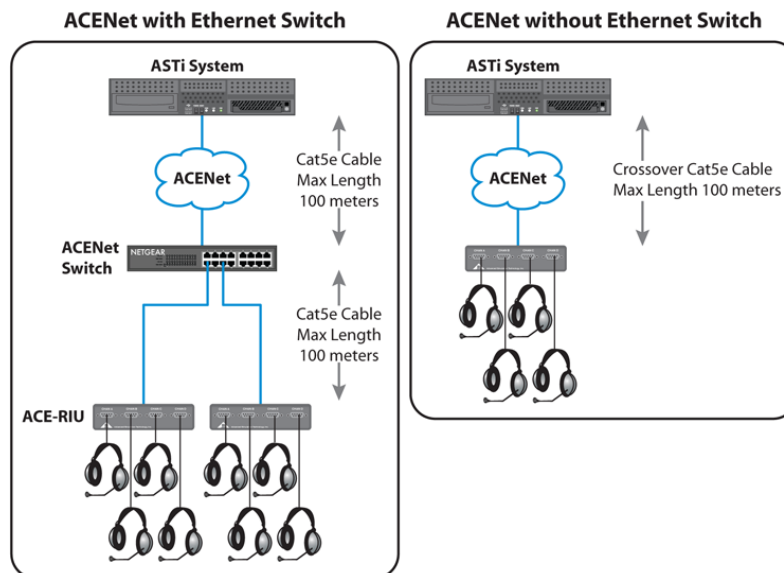 ACENet with Ethernet Switch
ASTi System
Cat5e Cable
Max Length
100 meters
ACENet
ACENet
Switch
NETGEAR
Cat5e Cable
Max Length
100 meters
ACE-RIU
ACENet without Ethernet Switch
ASTi System
Crossover Cat5e Cable
Max Length 100 meters
ACENet